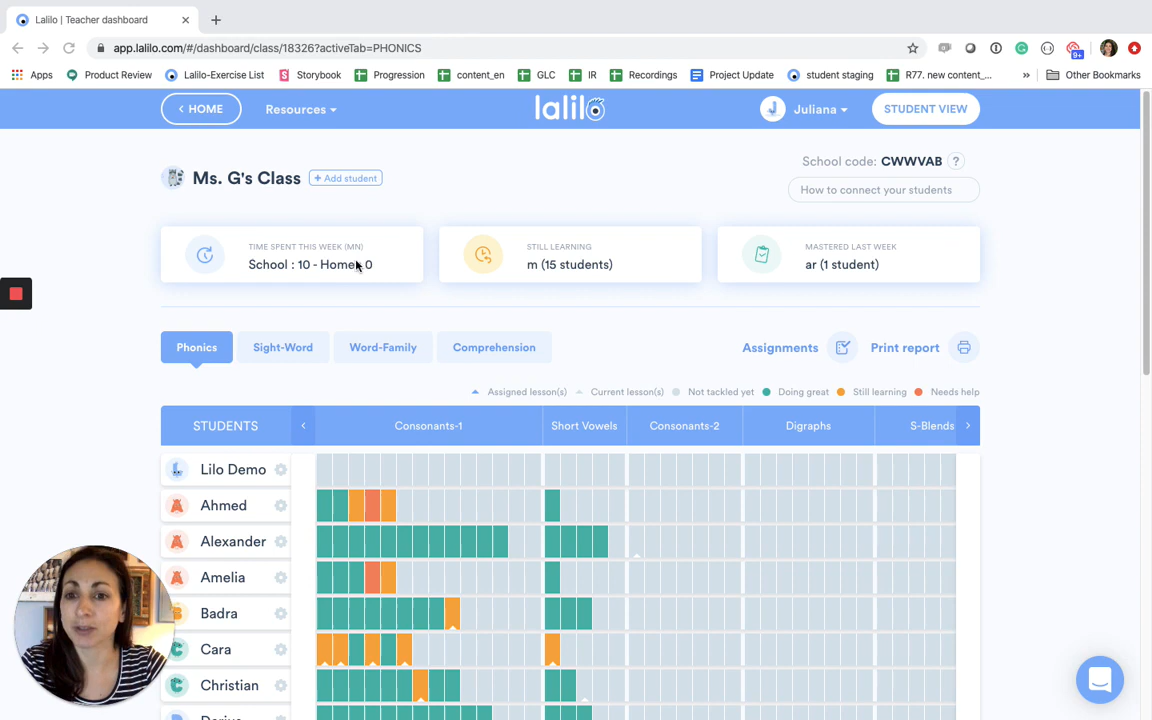 Lalilo | Teacher dashboard
app.lalilo.com/#/dashboard/class/18326?activeTab=PHONICS
9+
Apps Product Review Lalilo-Exercise List Storybook Progression content_en GLC IR Recordings Project Update student staging R77. new content_... » Other Bookmarks
< HOME Resources lalilo Juliana STUDENT VIEW
School code: CWWVAB ?
Ms. G's Class + Add student
How to connect your students
TIME SPENT THIS WEEK (MN) STILL LEARNING MASTERED LAST WEEK
School : 10 - Home 0 m (15 students) ar (1 student)
Phonics Sight-Word Word-Family Comprehension Assignments Print report
Assigned lesson(s) Current lesson(s) Not tackled yet Doing great Still learning Needs help
STUDENTS < Consonants-1 Short Vowels Consonants-2 Digraphs S-Blends >
Lilo Demo
Ahmed
Alexander
Amelia
Badra
Cara
Christian